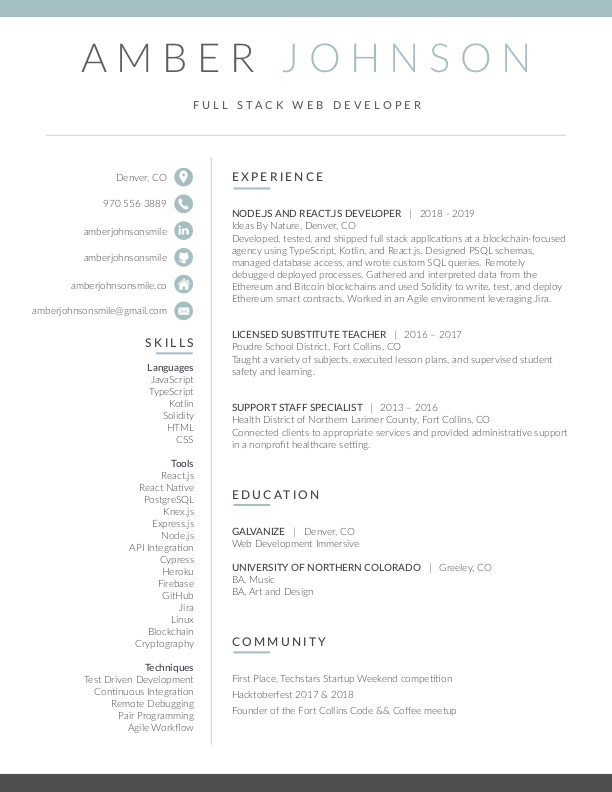 AMBER JOHNSON
FULL STACK WEB DEVELOPER
Denver, CO
970 556 3889
amberjohnsonsmile
amberjohnsonsmile
amberjohnsonsmile.co
amberjohnsonsmile@gmail.com
SKILLS
Languages
JavaScript
TypeScript
Kotlin
Solidity
HTML
CSS
Tools
React.js
React Native
PostgreSQL
Knex.js
Express.js
Node.js
API Integration
Cypress
Heroku
Firebase
GitHub
Jira
Linux
Blockchain
Cryptography
Techniques
Test Driven Development
Continuous Integration
Remote Debugging
Pair Programming
Agile Workflow
EXPERIENCE
NODE.JS AND REACT.JS DEVELOPER | 2018 - 2019
Ideas By Nature, Denver, CO
Developed, tested, and shipped full stack applications at a blockchain-focused
agency using TypeScript, Kotlin, and React.js. Designed PSQL schemas,
managed database access, and wrote custom SQL queries. Remotely
debugged deployed processes. Gathered and interpreted data from the
Ethereum and Bitcoin blockchains and used Solidity to write, test, and deploy
Ethereum smart contracts. Worked in an Agile environment leveraging Jira.
LICENSED SUBSTITUTE TEACHER | 2016 – 2017
Poudre School District, Fort Collins, CO
Taught a variety of subjects, executed lesson plans, and supervised student
safety and learning.
SUPPORT STAFF SPECIALIST | 2013 – 2016
Health District of Northern Larimer County, Fort Collins, CO
Connected clients to appropriate services and provided administrative support
in a nonprofit healthcare setting.
EDUCATION
GALVANIZE | Denver, CO
Web Development Immersive
UNIVERSITY OF NORTHERN COLORADO | Greeley, CO
BA, Music
BA, Art and Design
COMMUNITY
First Place, Techstars Startup Weekend competition
Hacktoberfest 2017 & 2018
Founder of the Fort Collins Code && Coffee meetup